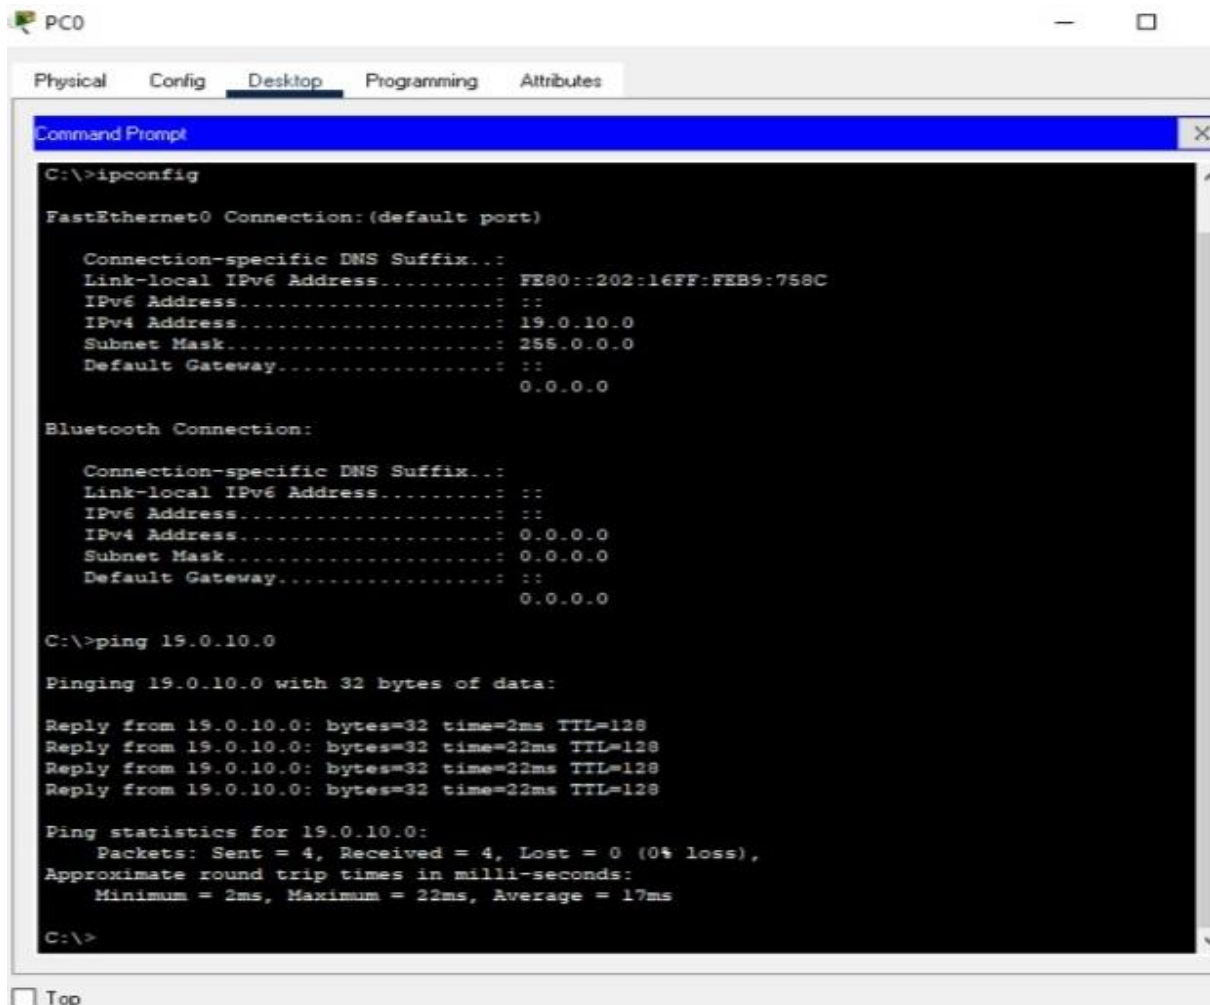 PC0
Physical Config Desktop Programming Attributes
Command Prompt
C:\>ipconfig
FastEthernet0 Connection:(default port)
Connection-specific DNS Suffix..:
Link-local IPv6 Address.........: FE80::202:16FF:FEB9:758C
IPv6 Address....................: ::
IPv4 Address....................: 19.0.10.0
Subnet Mask.....................: 255.0.0.0
Default Gateway.................: ::
0.0.0.0
Bluetooth Connection:
Connection-specific DNS Suffix..:
Link-local IPv6 Address.........: ::
IPv6 Address....................: ::
IPv4 Address....................: 0.0.0.0
Subnet Mask.....................: 0.0.0.0
Default Gateway.................: ::
0.0.0.0
C:\>ping 19.0.10.0
Pinging 19.0.10.0 with 32 bytes of data:
Reply from 19.0.10.0: bytes=32 time=2ms TTL=128
Reply from 19.0.10.0: bytes=32 time=22ms TTL=128
Reply from 19.0.10.0: bytes=32 time=22ms TTL=128
Reply from 19.0.10.0: bytes=32 time=22ms TTL=128
Ping statistics for 19.0.10.0:
Packets: Sent = 4, Received = 4, Lost = 0 (0% loss),
Approximate round trip times in milli-seconds:
Minimum = 2ms, Maximum = 22ms, Average = 17ms
C:\>
Top